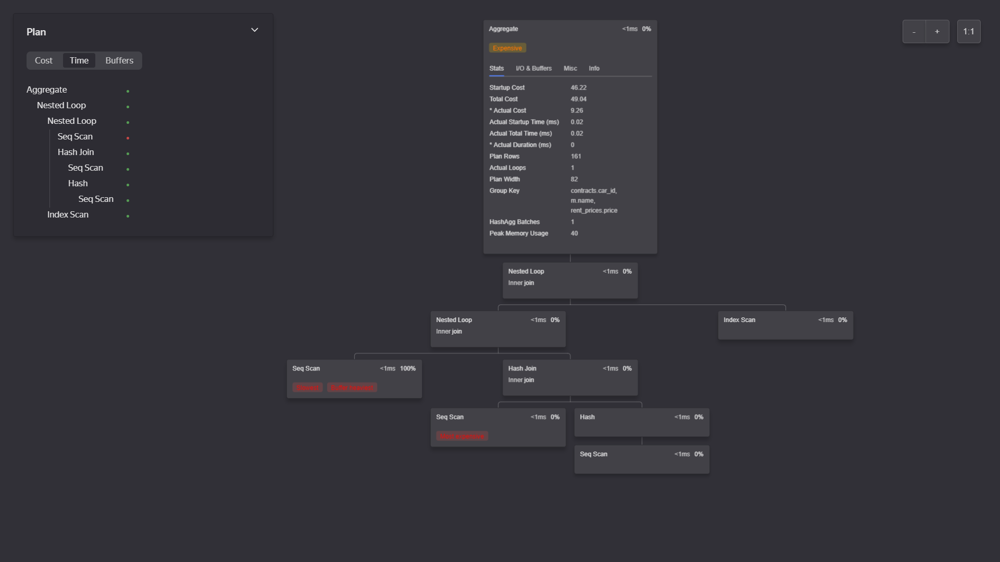 Plan
Cost Time Buffers
Aggregate
Nested Loop
Nested Loop
Seq Scan
Hash Join
Seq Scan
Hash
Seq Scan
Index Scan
Aggregate <1ms 0%
Expensive
Stats I/O & Buffers Misc Info
Startup Cost 46.22
Total Cost 49.04
* Actual Cost 9.26
Actual Startup Time (ms) 0.02
Actual Total Time (ms) 0.02
* Actual Duration (ms) 0
Plan Rows 161
Actual Loops 1
Plan Width 82
Group Key contracts.car_id,
m.name,
rent_prices.price
HashAgg Batches 1
Peak Memory Usage 40
Nested Loop <1ms 0%
Inner join
Nested Loop <1ms 0%
Inner join
Index Scan <1ms 0%
Seq Scan <1ms 100%
Slowest Buffer heaviest
Hash Join <1ms 0%
Inner join
Seq Scan <1ms 0%
Most expensive
Hash <1ms 0%
Seq Scan <1ms 0%
- + 1:1